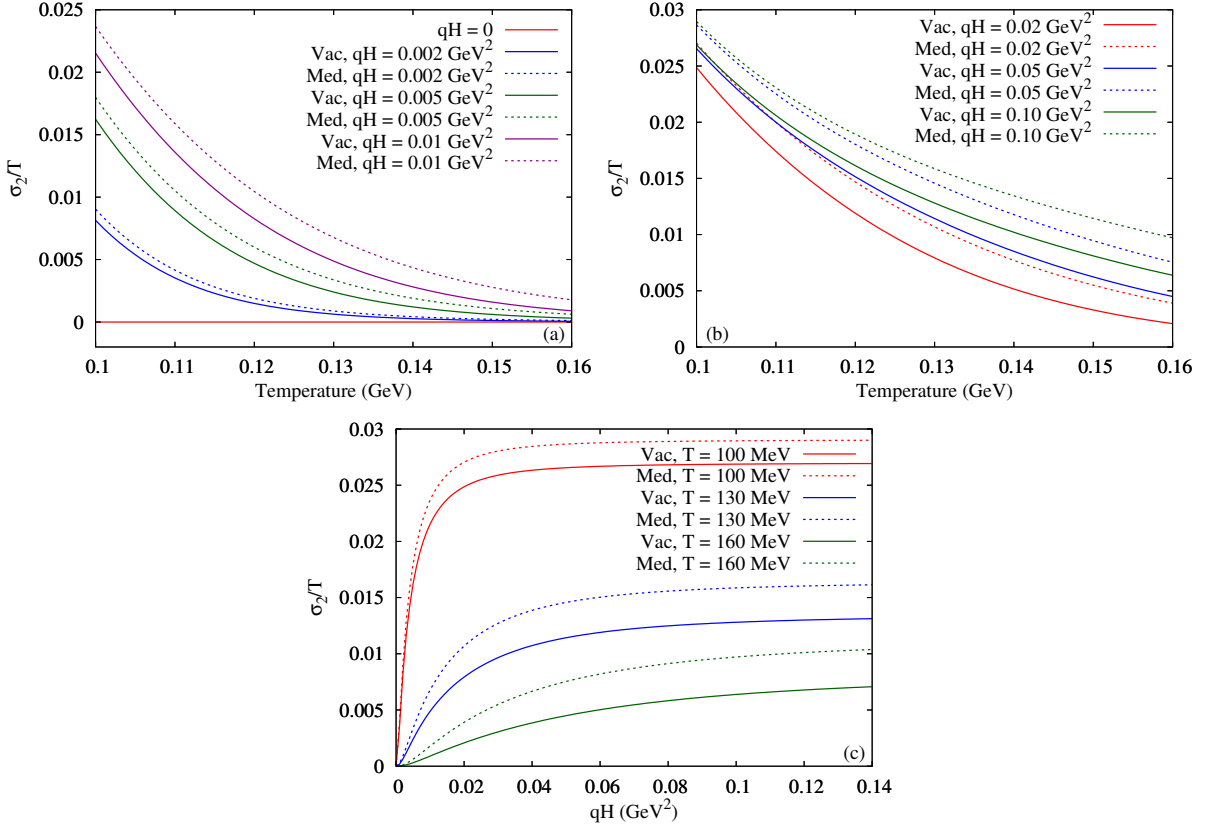 0.025
0.02
0.015
0.01
0.005
0
σ₂/T
qH = 0
Vac, qH = 0.002 GeV²
Med, qH = 0.002 GeV²
Vac, qH = 0.005 GeV²
Med, qH = 0.005 GeV²
Vac, qH = 0.01 GeV²
Med, qH = 0.01 GeV²
(a)
0.1 0.11 0.12 0.13 0.14 0.15 0.16
Temperature (GeV)
0.03
0.025
0.02
0.015
0.01
0.005
0
σ₂/T
Vac, qH = 0.02 GeV²
Med, qH = 0.02 GeV²
Vac, qH = 0.05 GeV²
Med, qH = 0.05 GeV²
Vac, qH = 0.10 GeV²
Med, qH = 0.10 GeV²
(b)
0.1 0.11 0.12 0.13 0.14 0.15 0.16
Temperature (GeV)
0.03
0.025
0.02
0.015
0.01
0.005
0
σ₂/T
Vac, T = 100 MeV
Med, T = 100 MeV
Vac, T = 130 MeV
Med, T = 130 MeV
Vac, T = 160 MeV
Med, T = 160 MeV
(c)
0 0.02 0.04 0.06 0.08 0.1 0.12 0.14
qH (GeV²)